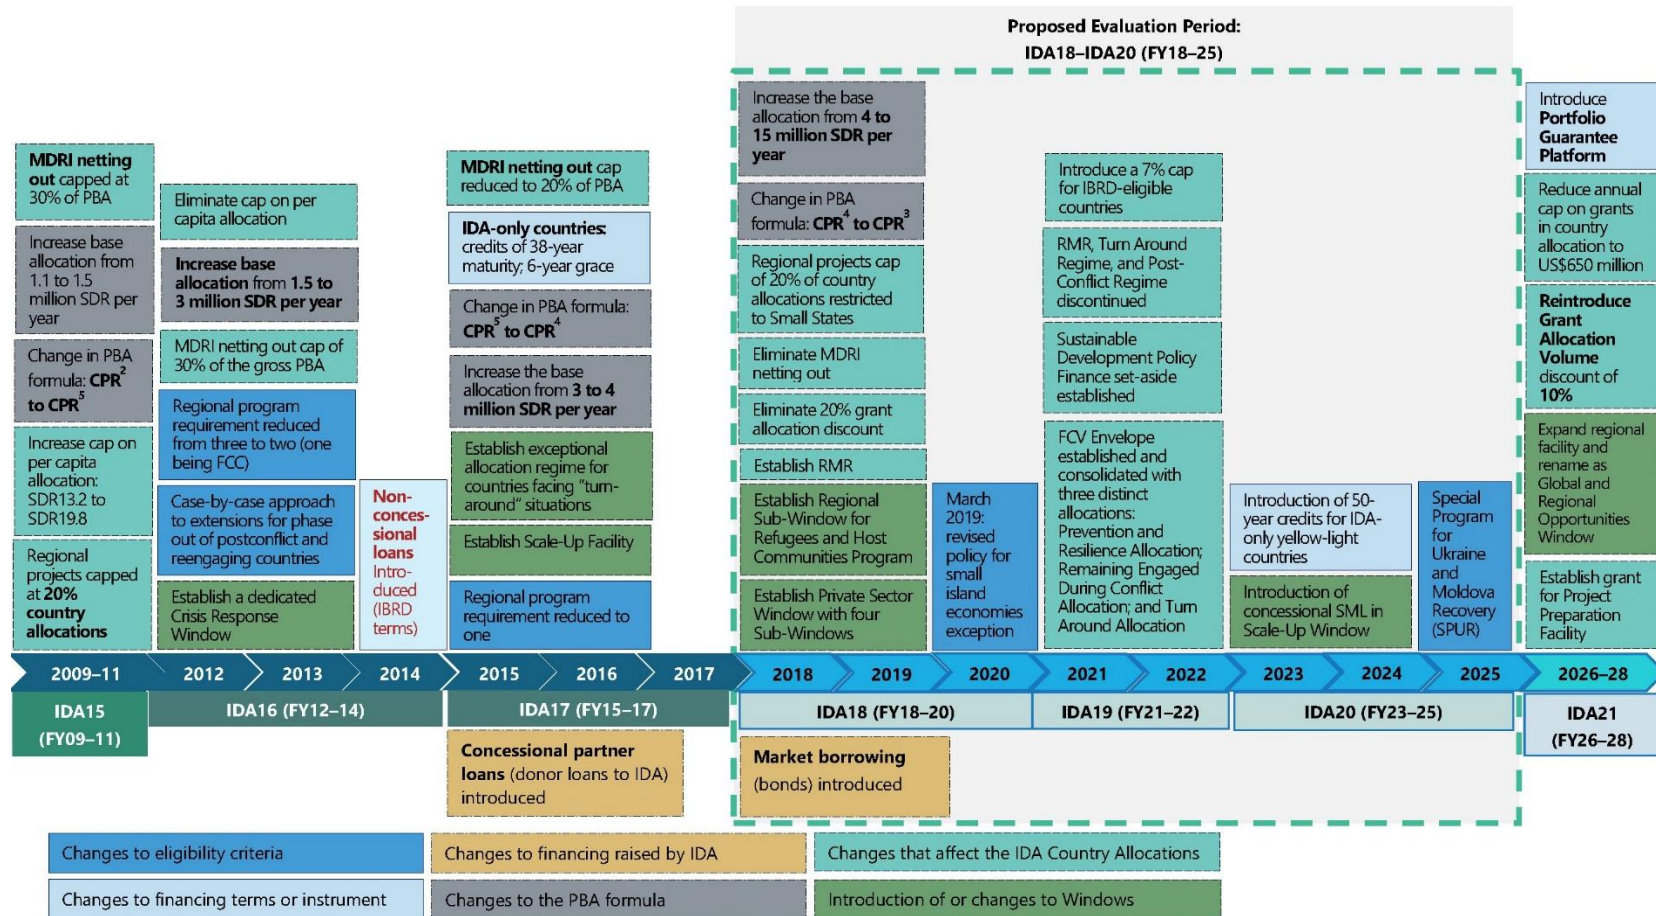 Proposed Evaluation Period:
IDA18–IDA20 (FY18–25)
MDRI netting
out capped at
30% of PBA
Increase base
allocation from
1.1 to 1.5
million SDR per
year
Change in PBA
formula: CPR²
to CPR⁵
Increase cap on
per capita
allocation:
SDR13.2 to
SDR19.8
Regional
projects capped
at 20% country
allocations
Eliminate cap on per
capita allocation
Increase base
allocation from 1.5 to
3 million SDR per year
MDRI netting out cap of
30% of the gross PBA
Regional program
requirement reduced
from three to two (one
being FCC)
Case-by-case approach
to extensions for phase
out of postconflict and
reengaging countries
Establish a dedicated
Crisis Response
Window
Non-
conces-
sional loans
Intro-
duced
(IBRD
terms)
MDRI netting out cap
reduced to 20% of PBA
IDA-only countries:
credits of 38-year
maturity; 6-year grace
Change in PBA formula:
CPR⁵ to CPR⁴
Increase the base
allocation from 3 to 4
million SDR per year
Establish exceptional
allocation regime for
countries facing “turn-
around” situations
Establish Scale-Up Facility
Regional program
requirement reduced to
one
Increase the base
allocation from 4 to
15 million SDR per
year
Change in PBA
formula: CPR⁴ to CPR³
Regional projects cap
of 20% of country
allocations restricted
to Small States
Eliminate MDRI
netting out
Eliminate 20% grant
allocation discount
Establish RMR
Establish Regional
Sub-Window for
Refugees and Host
Communities Program
Establish Private Sector
Window with four
Sub-Windows
March
2019:
revised
policy for
small
island
economies
exception
Introduce a 7% cap
for IBRD-eligible
countries
RMR, Turn Around
Regime, and Post-
Conflict Regime
discontinued
Sustainable
Development Policy
Finance set-aside
established
FCV Envelope
established and
consolidated with
three distinct
allocations:
Prevention and
Resilience Allocation;
Remaining Engaged
During Conflict
Allocation; and Turn
Around Allocation
Introduction of 50-
year credits for IDA-
only yellow-light
countries
Introduction of
concessional SML in
Scale-Up Window
Special
Program
for
Ukraine
and
Moldova
Recovery
(SPUR)
Introduce
Portfolio
Guarantee
Platform
Reduce annual
cap on grants
in country
allocation to
US$650 million
Reintroduce
Grant
Allocation
Volume
discount of
10%
Expand regional
facility and
rename as
Global and
Regional
Opportunities
Window
Establish grant
for Project
Preparation
Facility
2009–11 2012 2013 2014 2015 2016 2017 2018 2019 2020 2021 2022 2023 2024 2025 2026–28
IDA15
(FY09–11)
IDA16 (FY12–14)
IDA17 (FY15–17)
IDA18 (FY18–20)
IDA19 (FY21–22)
IDA20 (FY23–25)
IDA21
(FY26–28)
Concessional partner
loans (donor loans to IDA)
introduced
Market borrowing
(bonds) introduced
Changes to eligibility criteria
Changes to financing raised by IDA
Changes that affect the IDA Country Allocations
Changes to financing terms or instrument
Changes to the PBA formula
Introduction of or changes to Windows